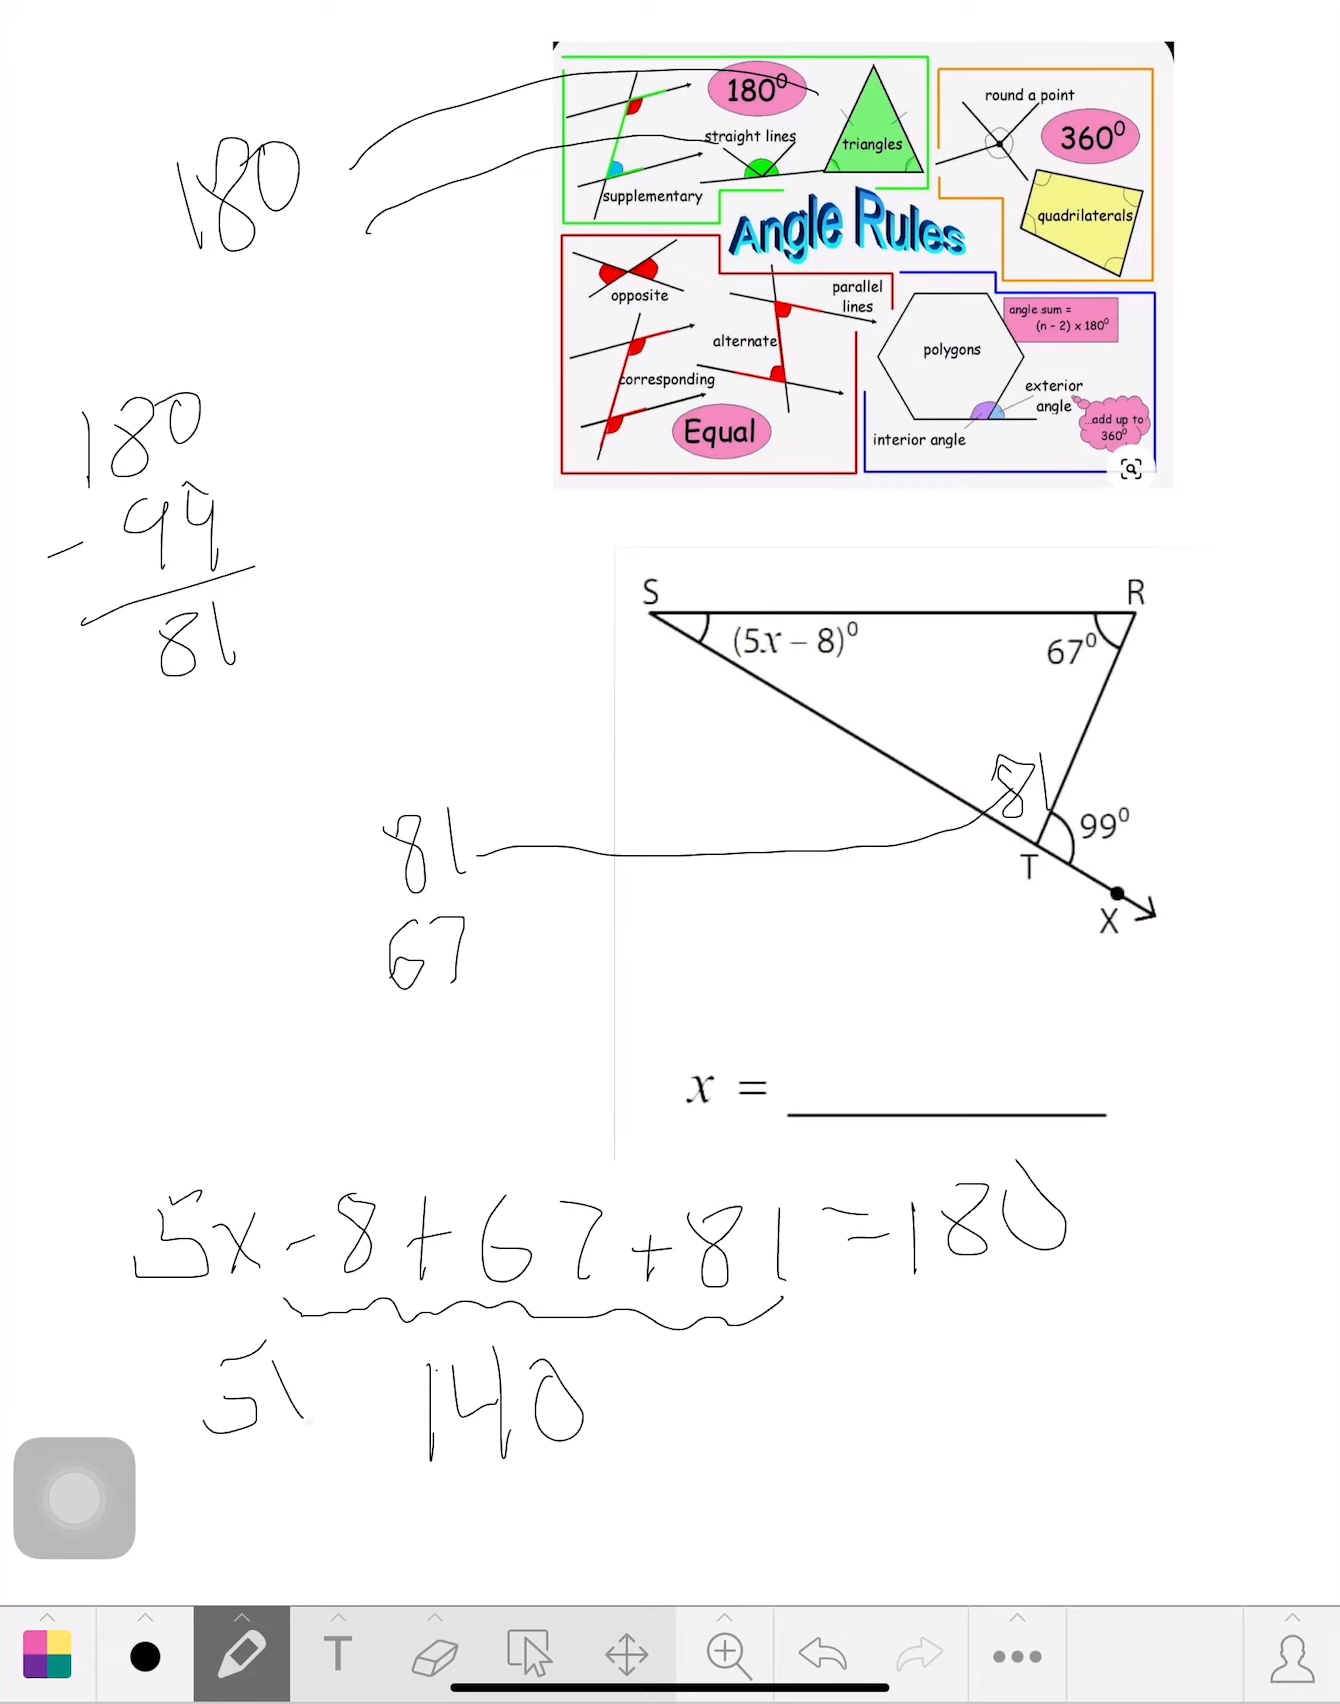 180
180⁰
straight lines
triangles
supplementary
round a point
360⁰
quadrilaterals
Angle Rules
opposite
parallel
lines
alternate
corresponding
Equal
polygons
angle sum =
(n - 2) x 180⁰
exterior
angle
interior angle
...add up to
360⁰
180
- 99
81
S
R
(5x – 8)⁰
67⁰
81
99⁰
T
X
81
67
x =
5x - 8 + 67 + 81 = 180
140
T